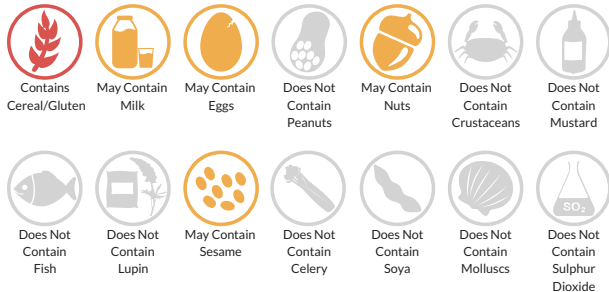 Contains
Cereal/Gluten
May Contain
Milk
May Contain
Eggs
Does Not
Contain
Peanuts
May Contain
Nuts
Does Not
Contain
Crustaceans
Does Not
Contain
Mustard
SO₂
Does Not
Contain
Fish
Does Not
Contain
Lupin
May Contain
Sesame
Does Not
Contain
Celery
Does Not
Contain
Soya
Does Not
Contain
Molluscs
Does Not
Contain
Sulphur
Dioxide